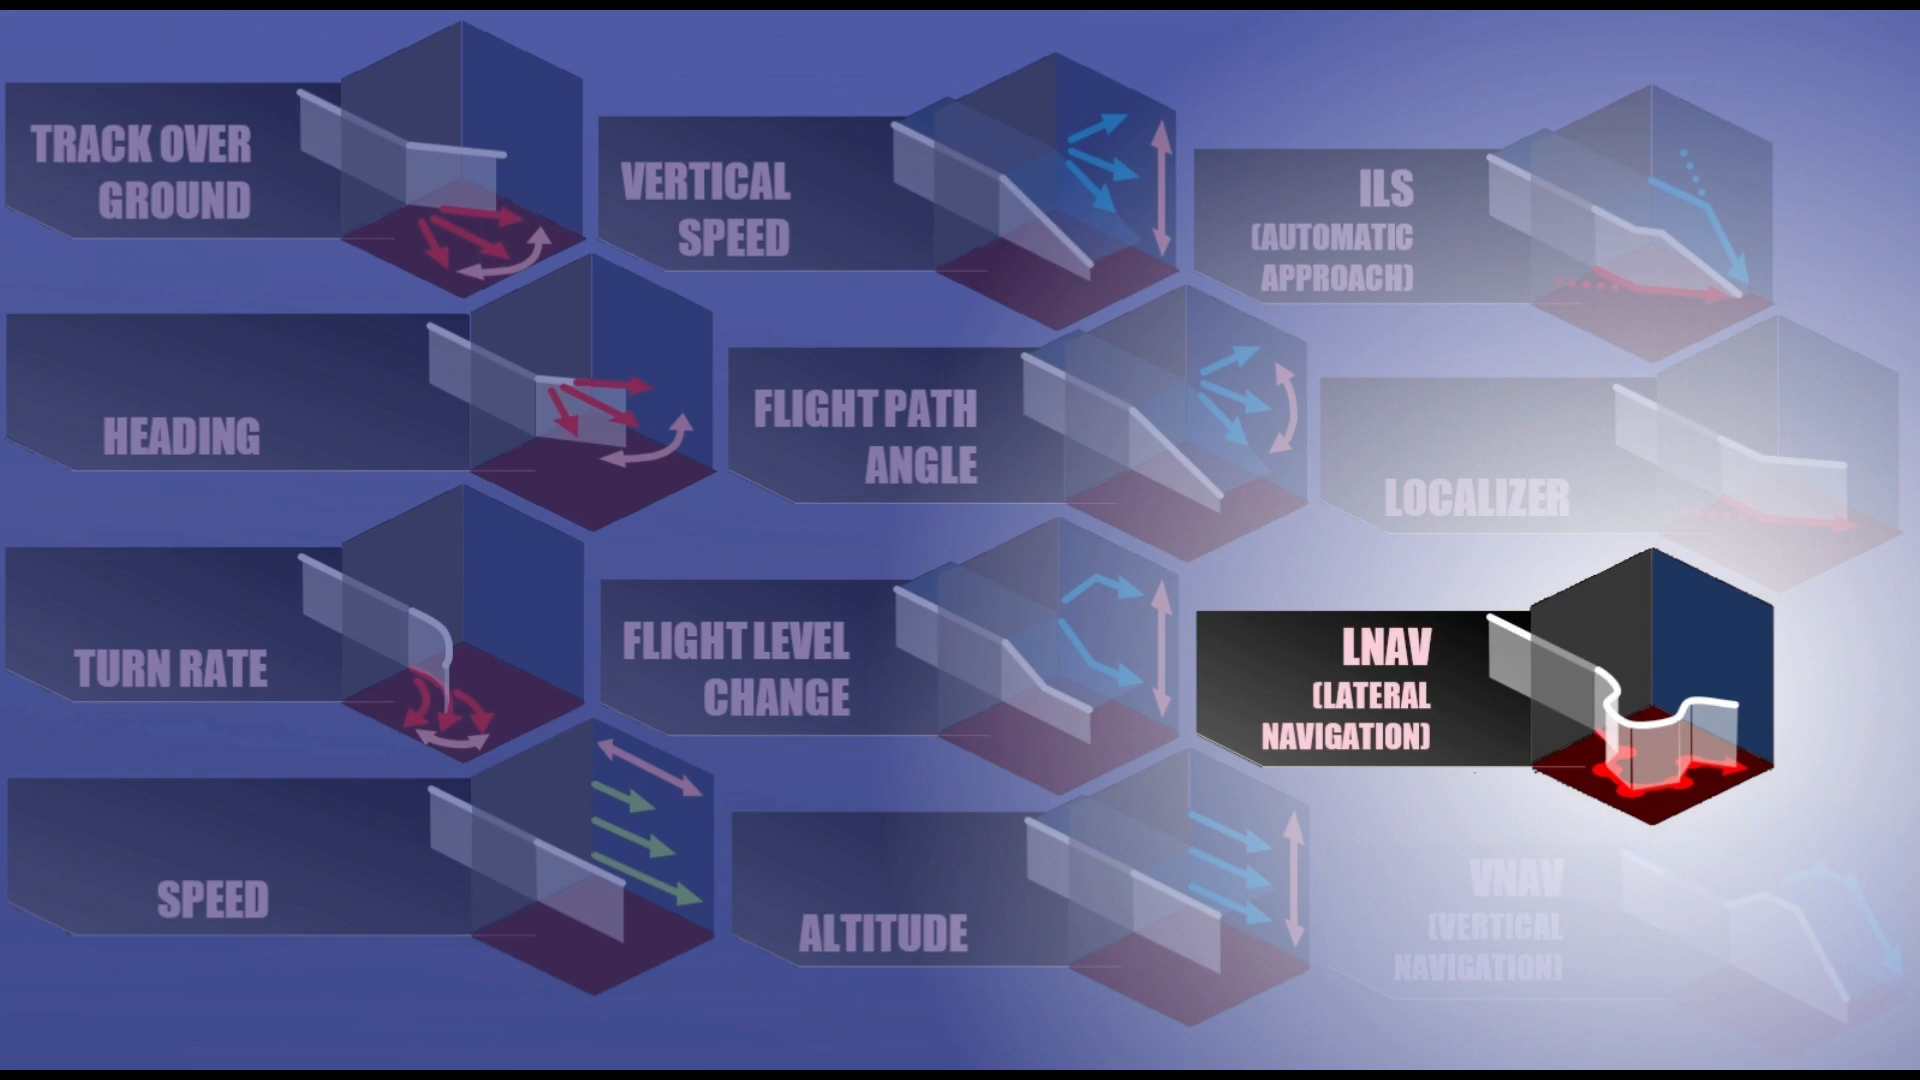 TRACK OVER
GROUND
VERTICAL
SPEED
ILS
(AUTOMATIC
APPROACH)
HEADING
FLIGHT PATH
ANGLE
LOCALIZER
TURN RATE
FLIGHT LEVEL
CHANGE
LNAV
(LATERAL
NAVIGATION)
SPEED
ALTITUDE
VNAV
(VERTICAL
NAVIGATION)